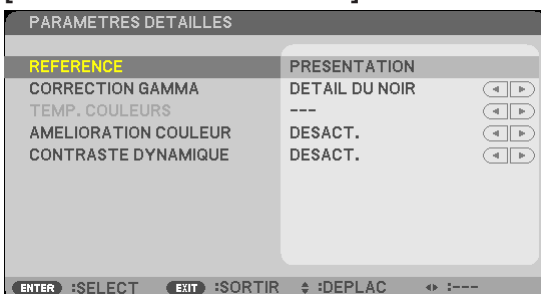 PARAMETRES DETAILLES
REFERENCE PRESENTATION
CORRECTION GAMMA DETAIL DU NOIR
TEMP. COULEURS ---
AMELIORATION COULEUR DESACT.
CONTRASTE DYNAMIQUE DESACT.
ENTER :SELECT EXIT :SORTIR :DEPLAC :---